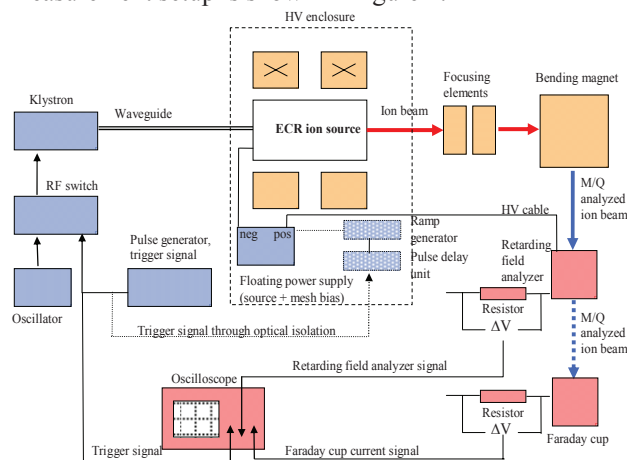 HV enclosure
Klystron
Waveguide
ECR ion source
Ion beam
Focusing
elements
Bending magnet
RF switch
M/Q
analyzed
ion beam
HV cable
neg pos
Ramp
generator
Pulse delay
unit
Retarding
field
analyzer
Pulse generator,
trigger signal
Floating power supply
(source + mesh bias)
Oscillator
Trigger signal through optical isolation
Resistor
ΔV
M/Q
analyzed
ion beam
Retarding field analyzer signal
Oscilloscope
Resistor
ΔV
Faraday cup
Trigger signal
Faraday cup current signal